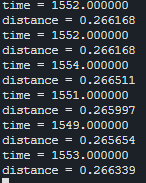 time = 1552.000000
distance = 0.266168
time = 1552.000000
distance = 0.266168
time = 1554.000000
distance = 0.266511
time = 1551.000000
distance = 0.265997
time = 1549.000000
distance = 0.265654
time = 1553.000000
distance = 0.266339